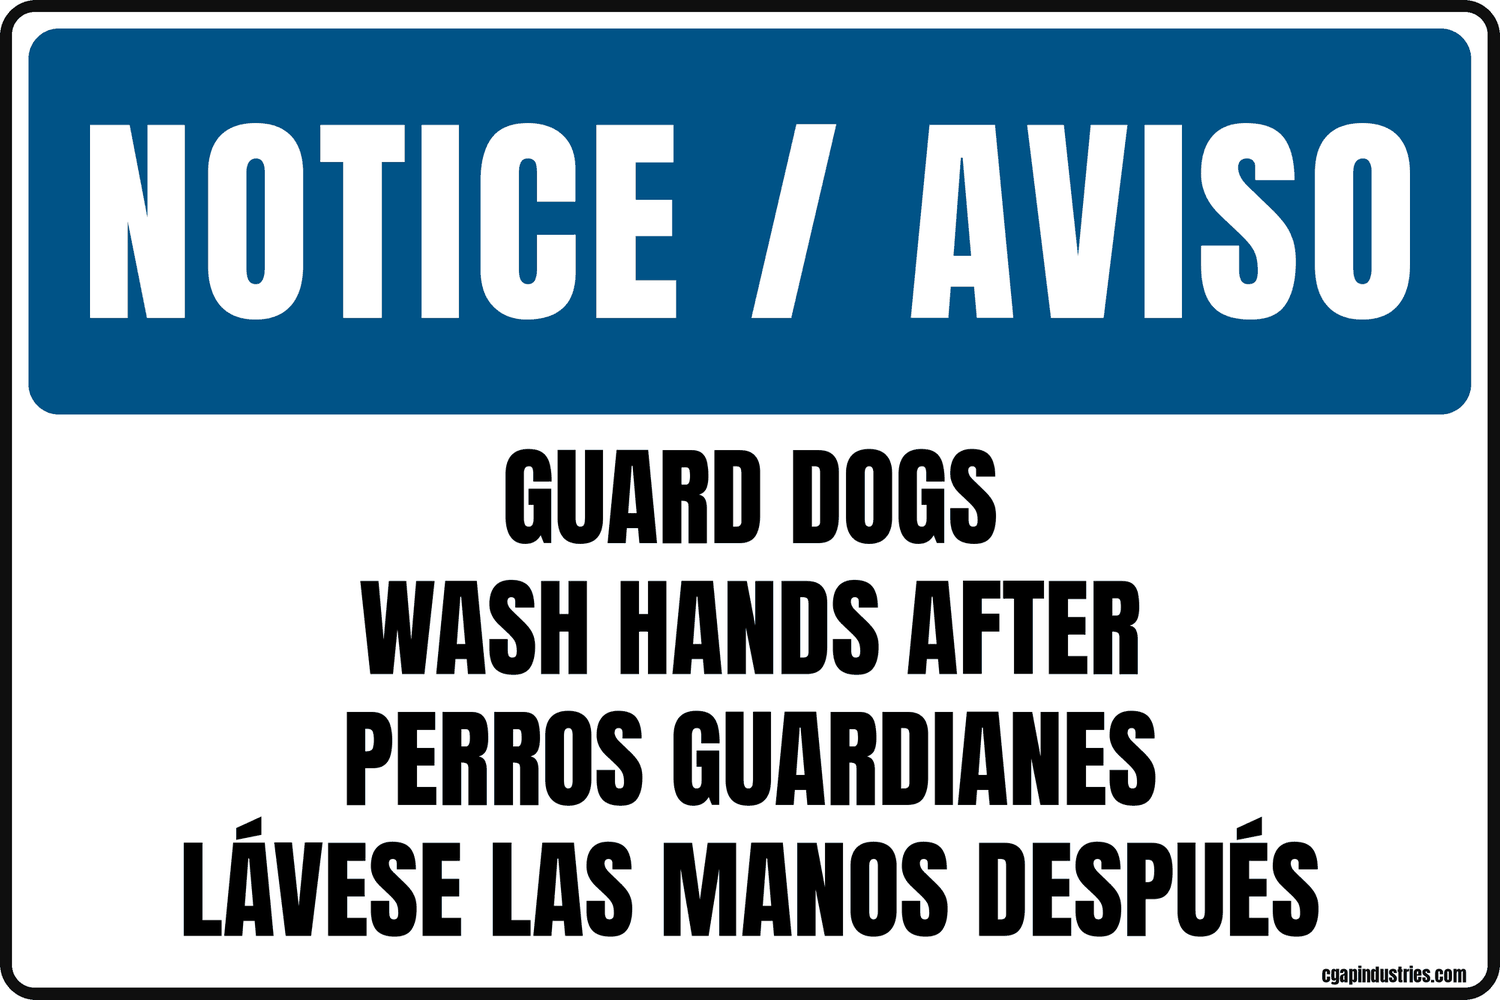 NOTICE / AVISO
GUARD DOGS
WASH HANDS AFTER
PERROS GUARDIANES
LÁVESE LAS MANOS DESPUÉS
cgapindustries.com